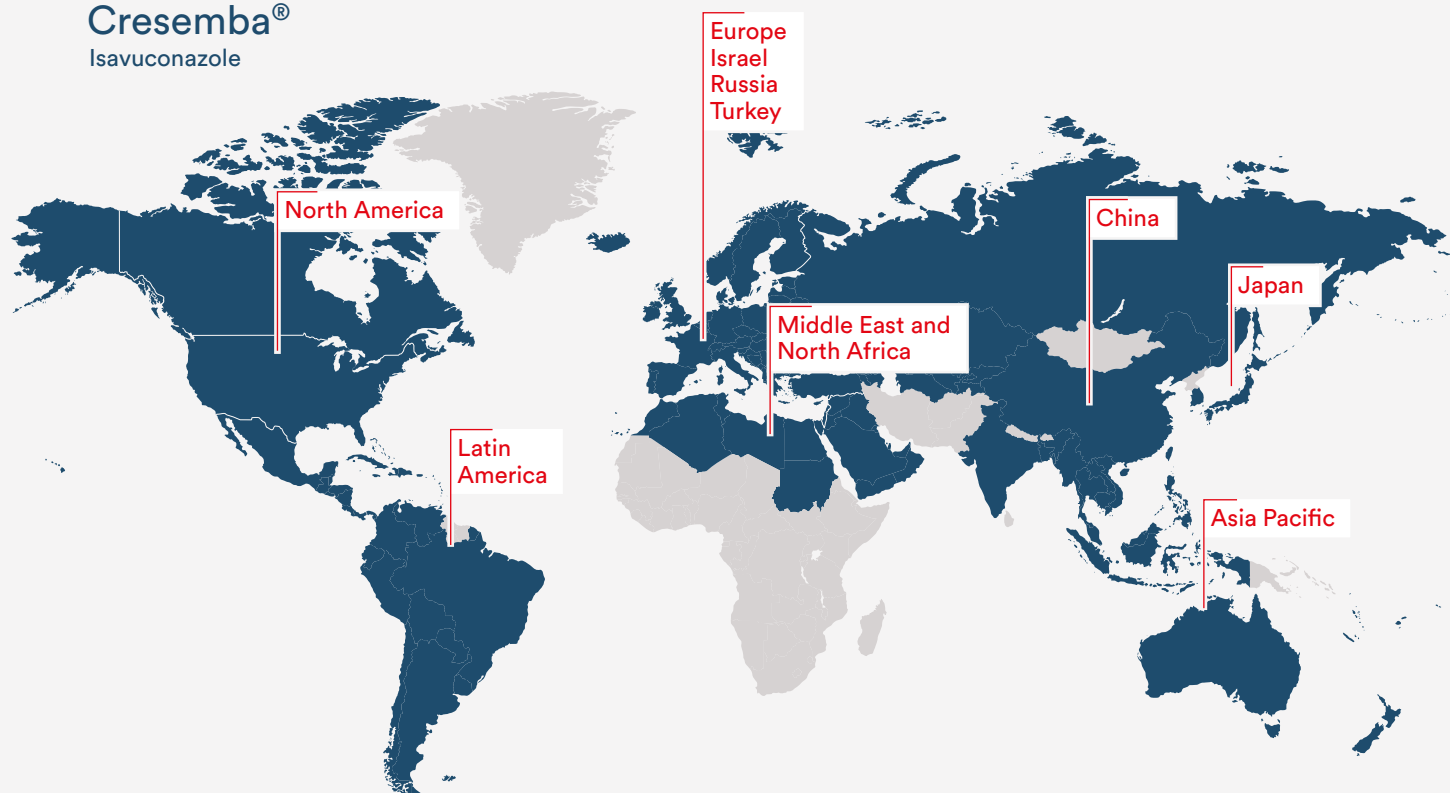 Cresemba®
Isavuconazole
Europe
Israel
Russia
Turkey
North America
China
Japan
Middle East and
North Africa
Latin
America
Asia Pacific